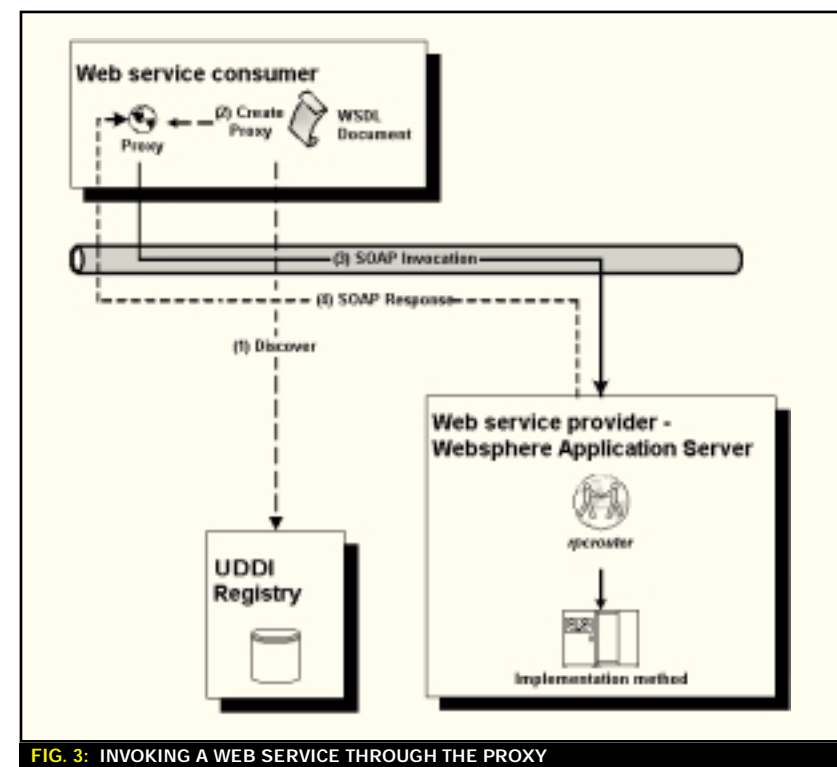 Web service consumer
(2) Create
Proxy
WSDL
Document
Proxy
(3) SOAP Invocation
(4) SOAP Response
(1) Discover
Web service provider -
Websphere Application Server
rpcrouter
Implementation method
UDDI
Registry
FIG. 3: INVOKING A WEB SERVICE THROUGH THE PROXY